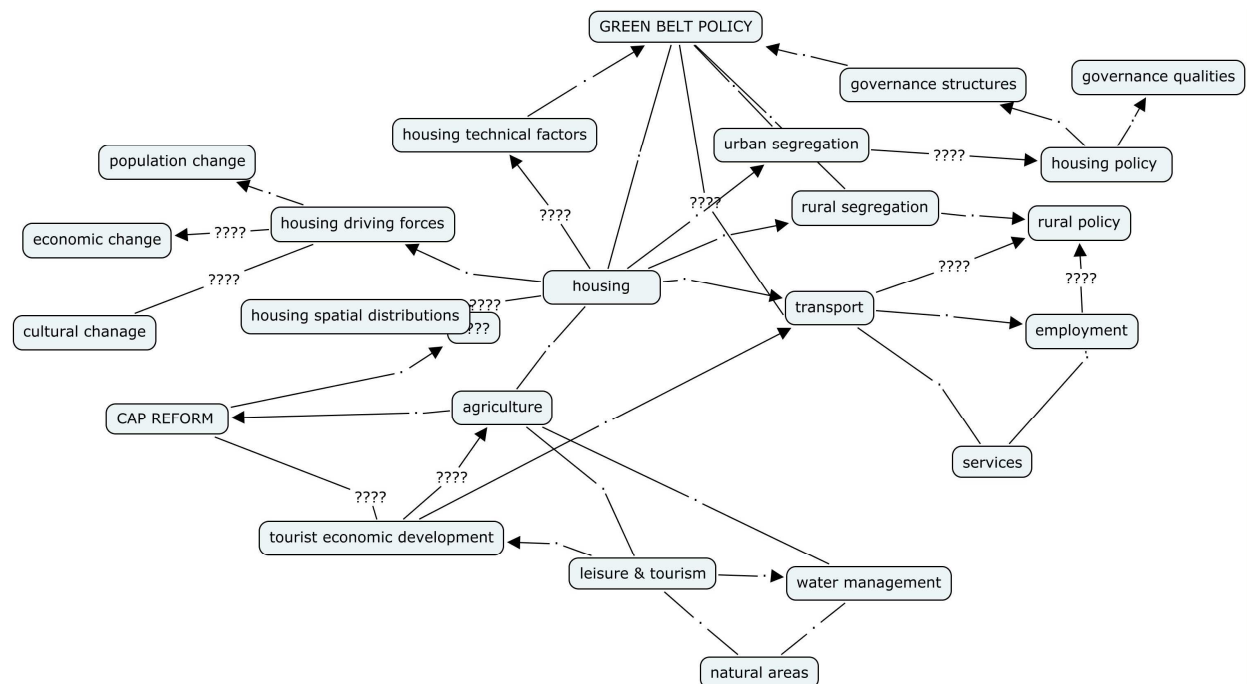 GREEN BELT POLICY
governance structures
governance qualities
housing technical factors
urban segregation
????
housing policy
population change
????
????
rural segregation
housing driving forces
rural policy
economic change
????
????
????
????
housing
transport
????
housing spatial distributions
???
cultural chanage
employment
CAP REFORM
agriculture
services
????
????
tourist economic development
leisure & tourism
water management
natural areas